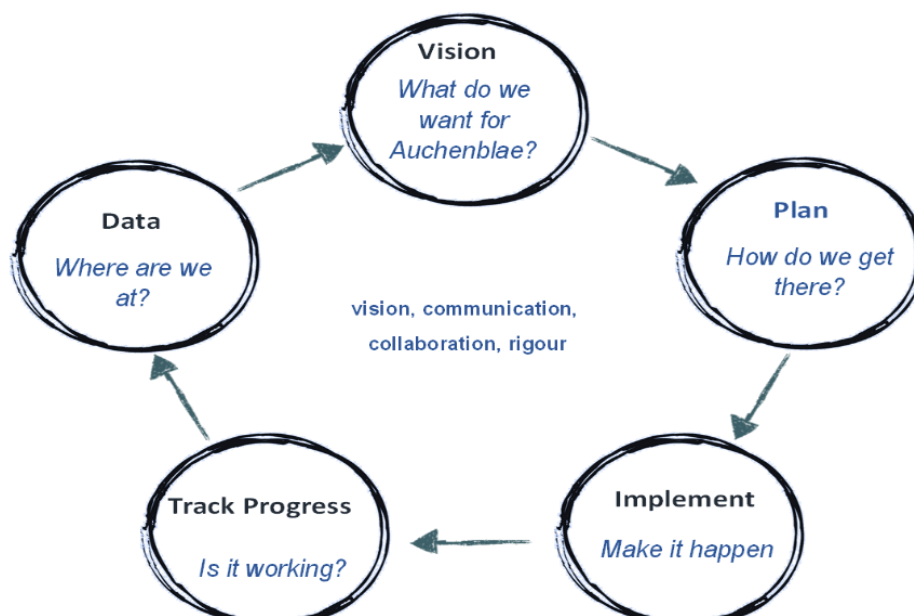 Vision
What do we
want for
Auchenblae?
Data
Where are we
at?
Plan
How do we get
there?
vision, communication,
collaboration, rigour
Track Progress
Is it working?
Implement
Make it happen